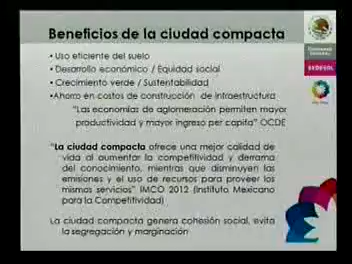 Beneficios de la ciudad compacta
• Uso eficiente del suelo
• Desarrollo económico / Equidad social
• Crecimiento verde / Sustentabilidad
•Ahorro en costos de construcción de infraestructura
"Las economías de aglomeración permiten mayor
productividad y mayor ingreso per capita" OCDE
"La ciudad compacta ofrece una mejor calidad de
vida al aumentar la competitividad y derrama
del conocimiento, mientras que disminuyen las
emisiones y el uso de recursos para proveer los
mismos servicios" IMCO 2012 (Instituto Mexicano
para la Competitividad)
La ciudad compacta genera cohesión social, evita
la segregación y marginación
SEDESOL